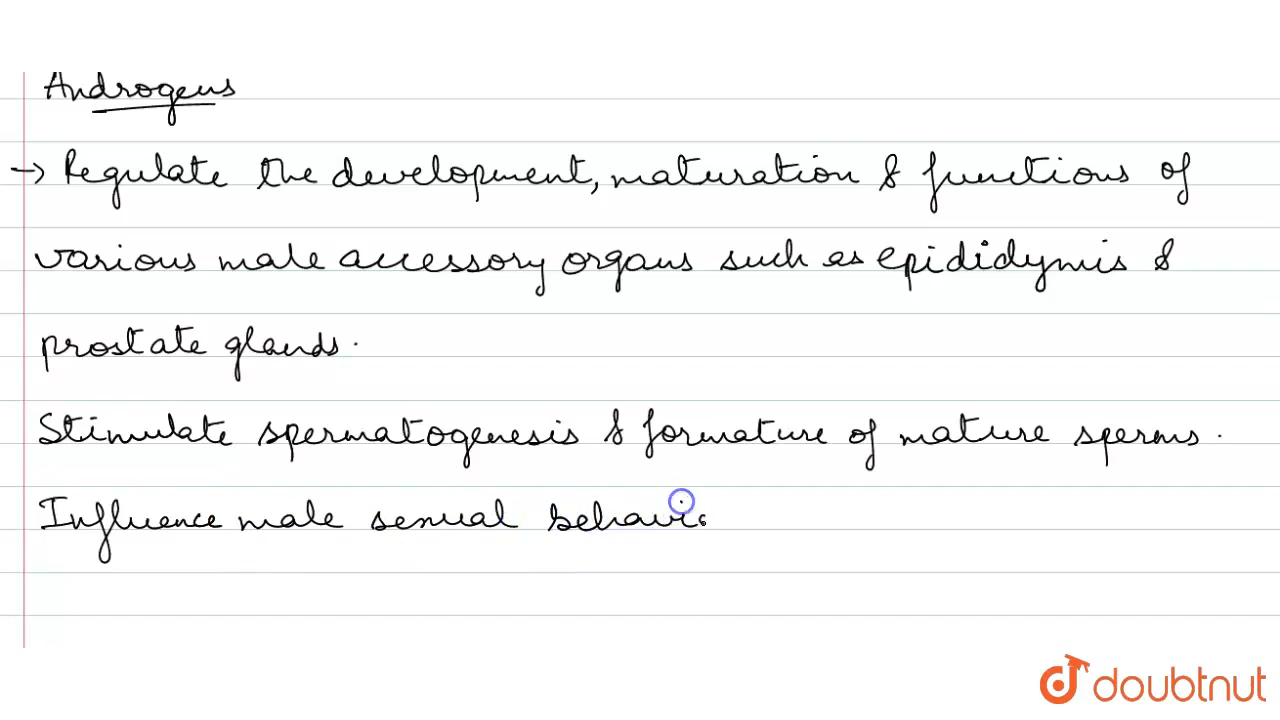 Androgens
→ Regulate the development, maturation & functions of
various male accessory organs such as epididymis &
prostate glands.
Stimulate spermatogenesis & formature of mature sperms.
Influence male sexual behavio
doubtnut